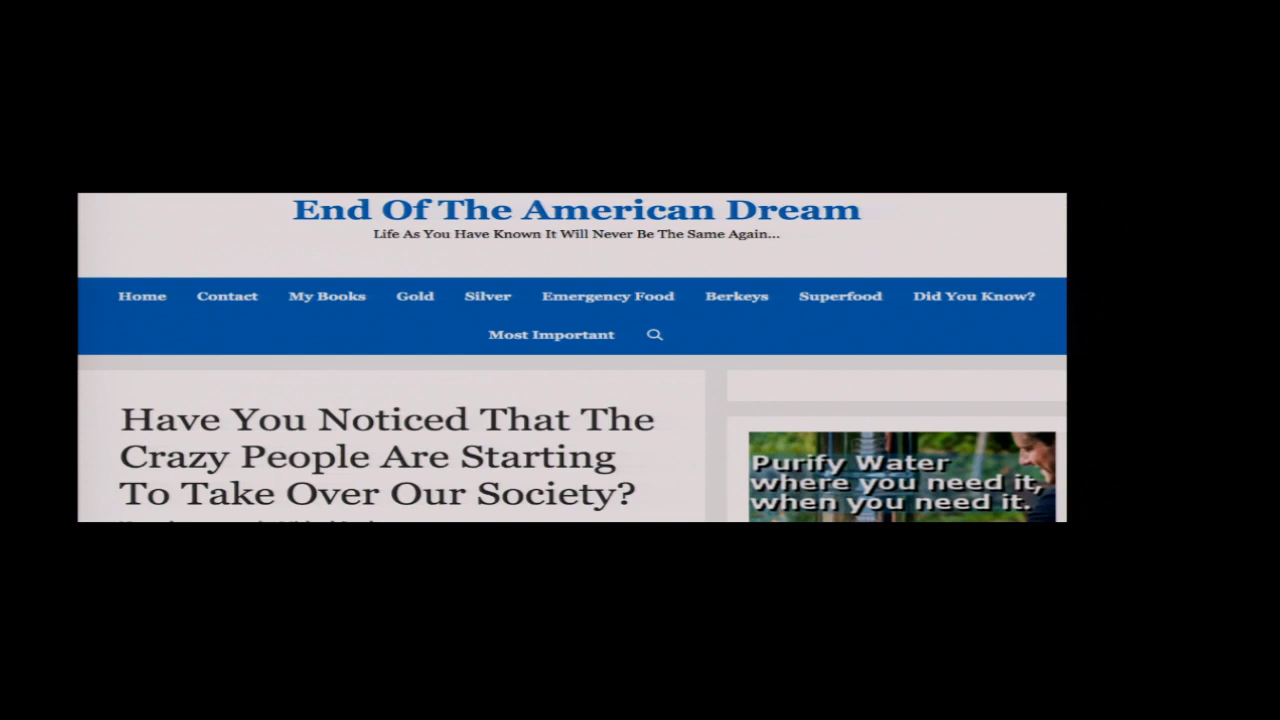 End Of The American Dream
Life As You Have Known It Will Never Be The Same Again...
Home Contact My Books Gold Silver Emergency Food Berkeys Superfood Did You Know?
Most Important
Have You Noticed That The
Crazy People Are Starting
To Take Over Our Society?
Purify Water
where you need it,
when you need it.